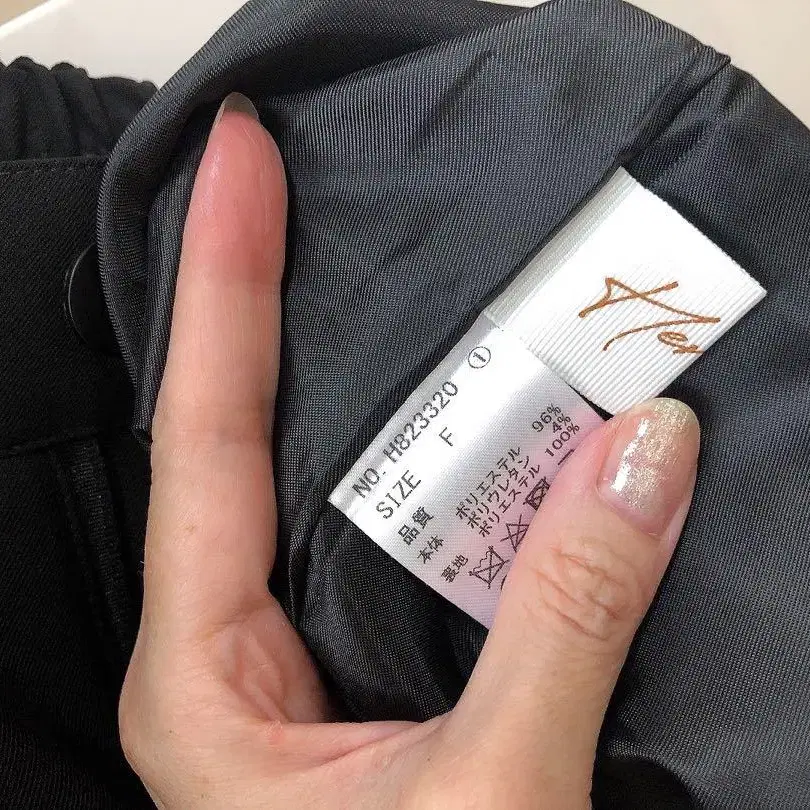 NO. H823320 ①
SIZE F
品質
本体 ポリエステル 96%
ポリウレタン 4%
裏地 ポリエステル 100%